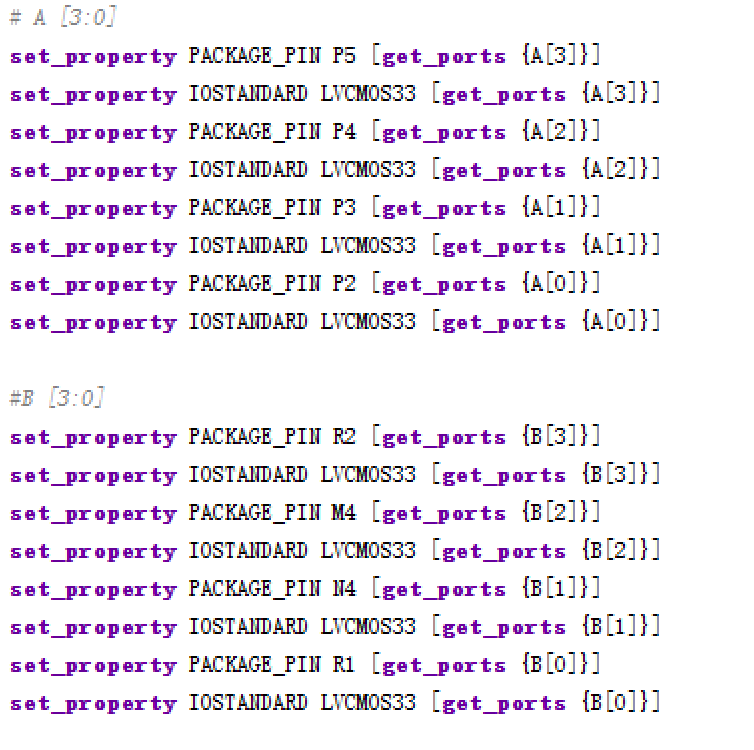 # A [3:0]
set_property PACKAGE_PIN P5 [get_ports {A[3]}]
set_property IOSTANDARD LVCMOS33 [get_ports {A[3]}]
set_property PACKAGE_PIN P4 [get_ports {A[2]}]
set_property IOSTANDARD LVCMOS33 [get_ports {A[2]}]
set_property PACKAGE_PIN P3 [get_ports {A[1]}]
set_property IOSTANDARD LVCMOS33 [get_ports {A[1]}]
set_property PACKAGE_PIN P2 [get_ports {A[0]}]
set_property IOSTANDARD LVCMOS33 [get_ports {A[0]}]
#B [3:0]
set_property PACKAGE_PIN R2 [get_ports {B[3]}]
set_property IOSTANDARD LVCMOS33 [get_ports {B[3]}]
set_property PACKAGE_PIN M4 [get_ports {B[2]}]
set_property IOSTANDARD LVCMOS33 [get_ports {B[2]}]
set_property PACKAGE_PIN N4 [get_ports {B[1]}]
set_property IOSTANDARD LVCMOS33 [get_ports {B[1]}]
set_property PACKAGE_PIN R1 [get_ports {B[0]}]
set_property IOSTANDARD LVCMOS33 [get_ports {B[0]}]